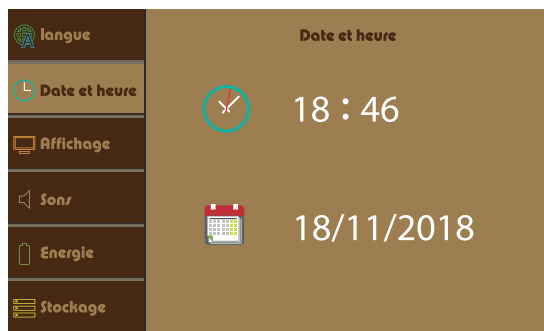 langue
Date et heure
Affichage
Sons
Energie
Stockage
Date et heure
18 : 46
18/11/2018